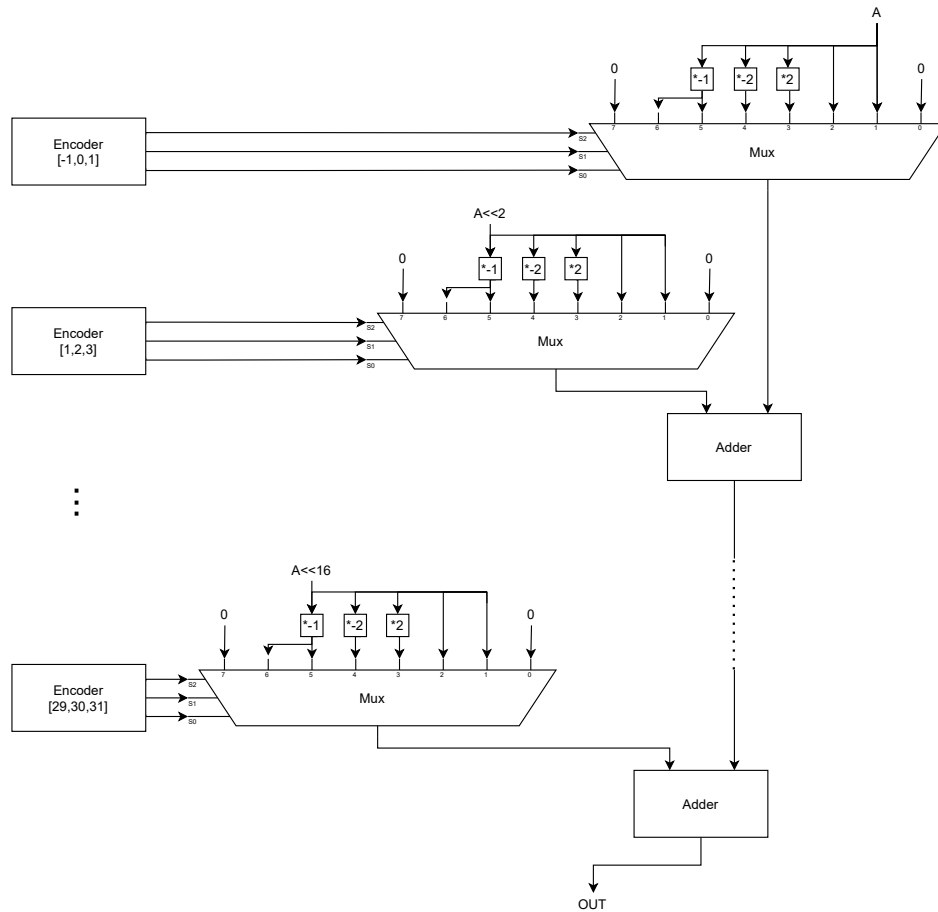 A
0
*-1
*-2
*2
0
7
6
5
4
3
2
1
0
Encoder
[-1,0,1]
S2
S1
S0
Mux
A<<2
0
*-1
*-2
*2
0
7
6
5
4
3
2
1
0
Encoder
[1,2,3]
S2
S1
S0
Mux
Adder
A<<16
0
*-1
*-2
*2
0
7
6
5
4
3
2
1
0
Encoder
[29,30,31]
S2
S1
S0
Mux
Adder
OUT